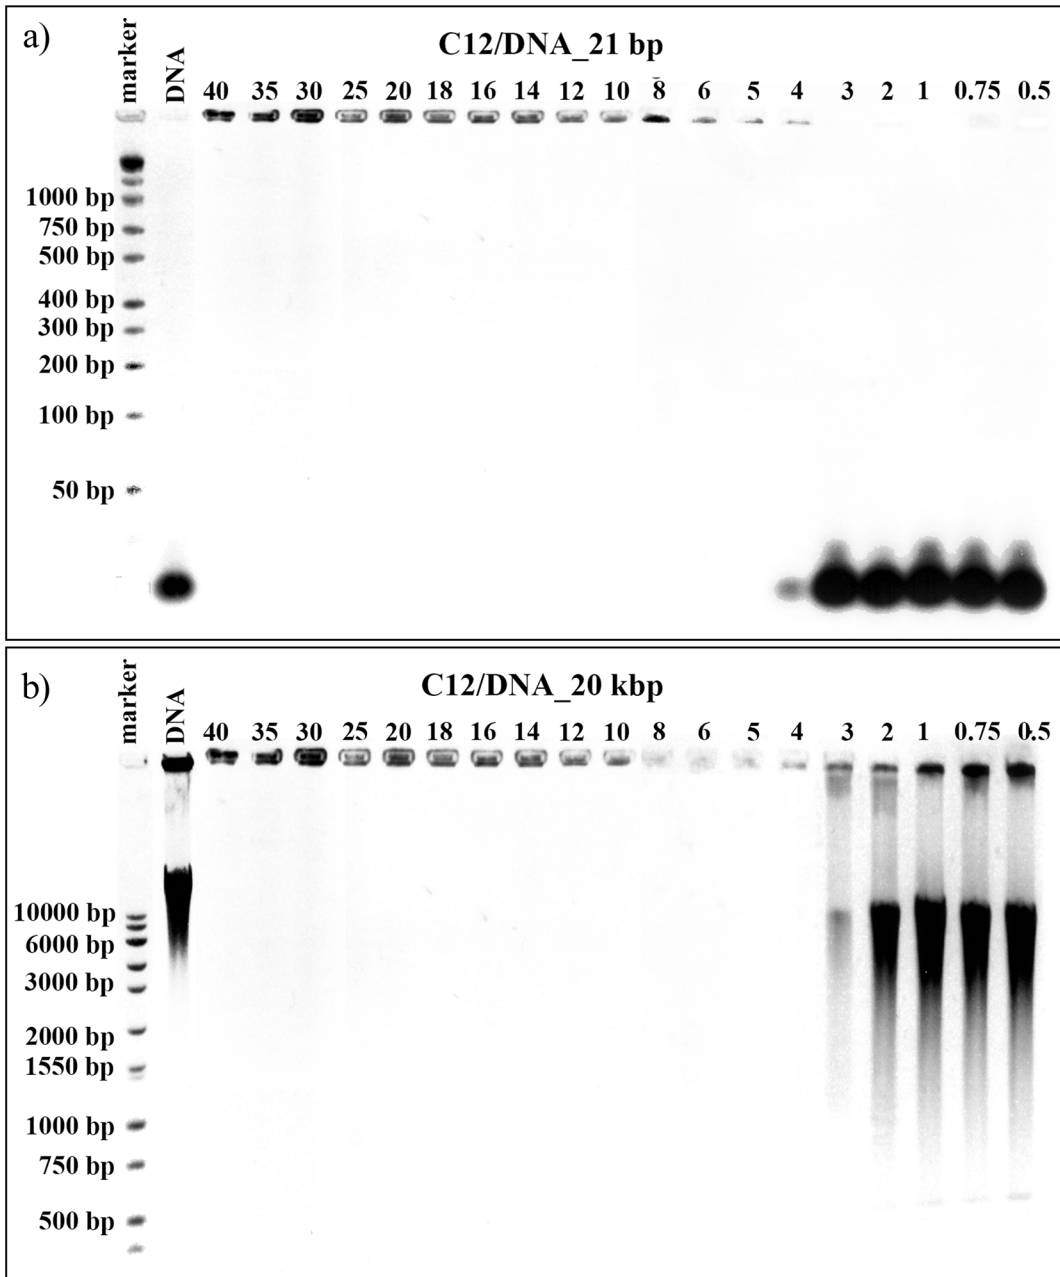 a)
C12/DNA_21 bp
marker
DNA
40 35 30 25 20 18 16 14 12 10 8 6 5 4 3 2 1 0.75 0.5
1000 bp
750 bp
500 bp
400 bp
300 bp
200 bp
100 bp
50 bp
b)
C12/DNA_20 kbp
marker
DNA
40 35 30 25 20 18 16 14 12 10 8 6 5 4 3 2 1 0.75 0.5
10000 bp
6000 bp
3000 bp
2000 bp
1550 bp
1000 bp
750 bp
500 bp